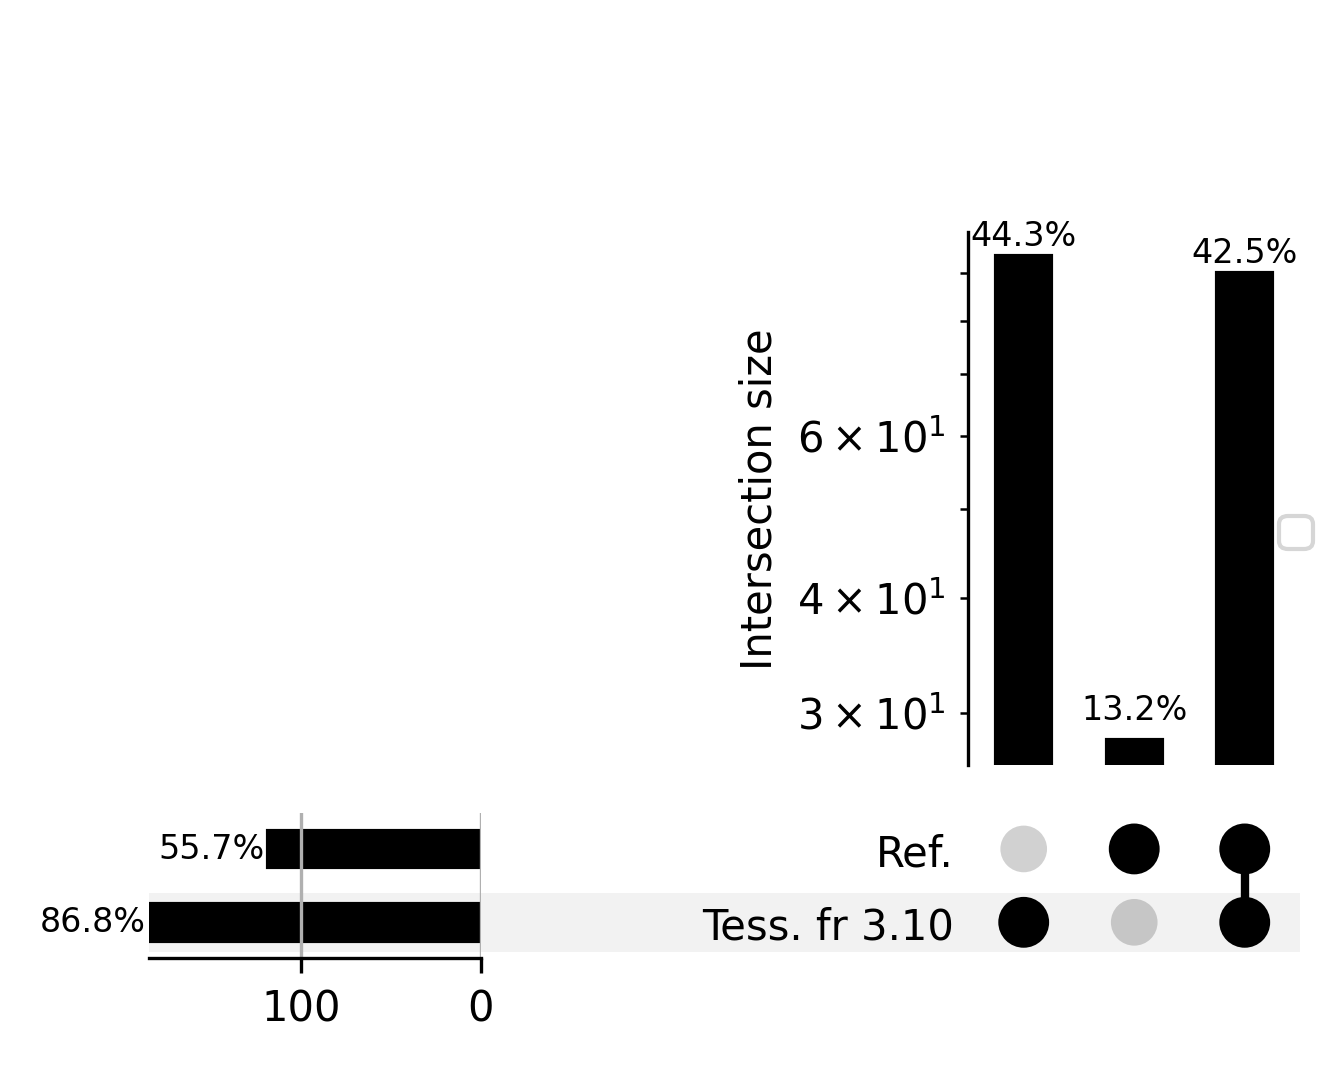 44.3%
42.5%
Intersection size
6 × 10¹
4 × 10¹
3 × 10¹
13.2%
55.7%
Ref.
86.8%
Tess. fr 3.10
100
0